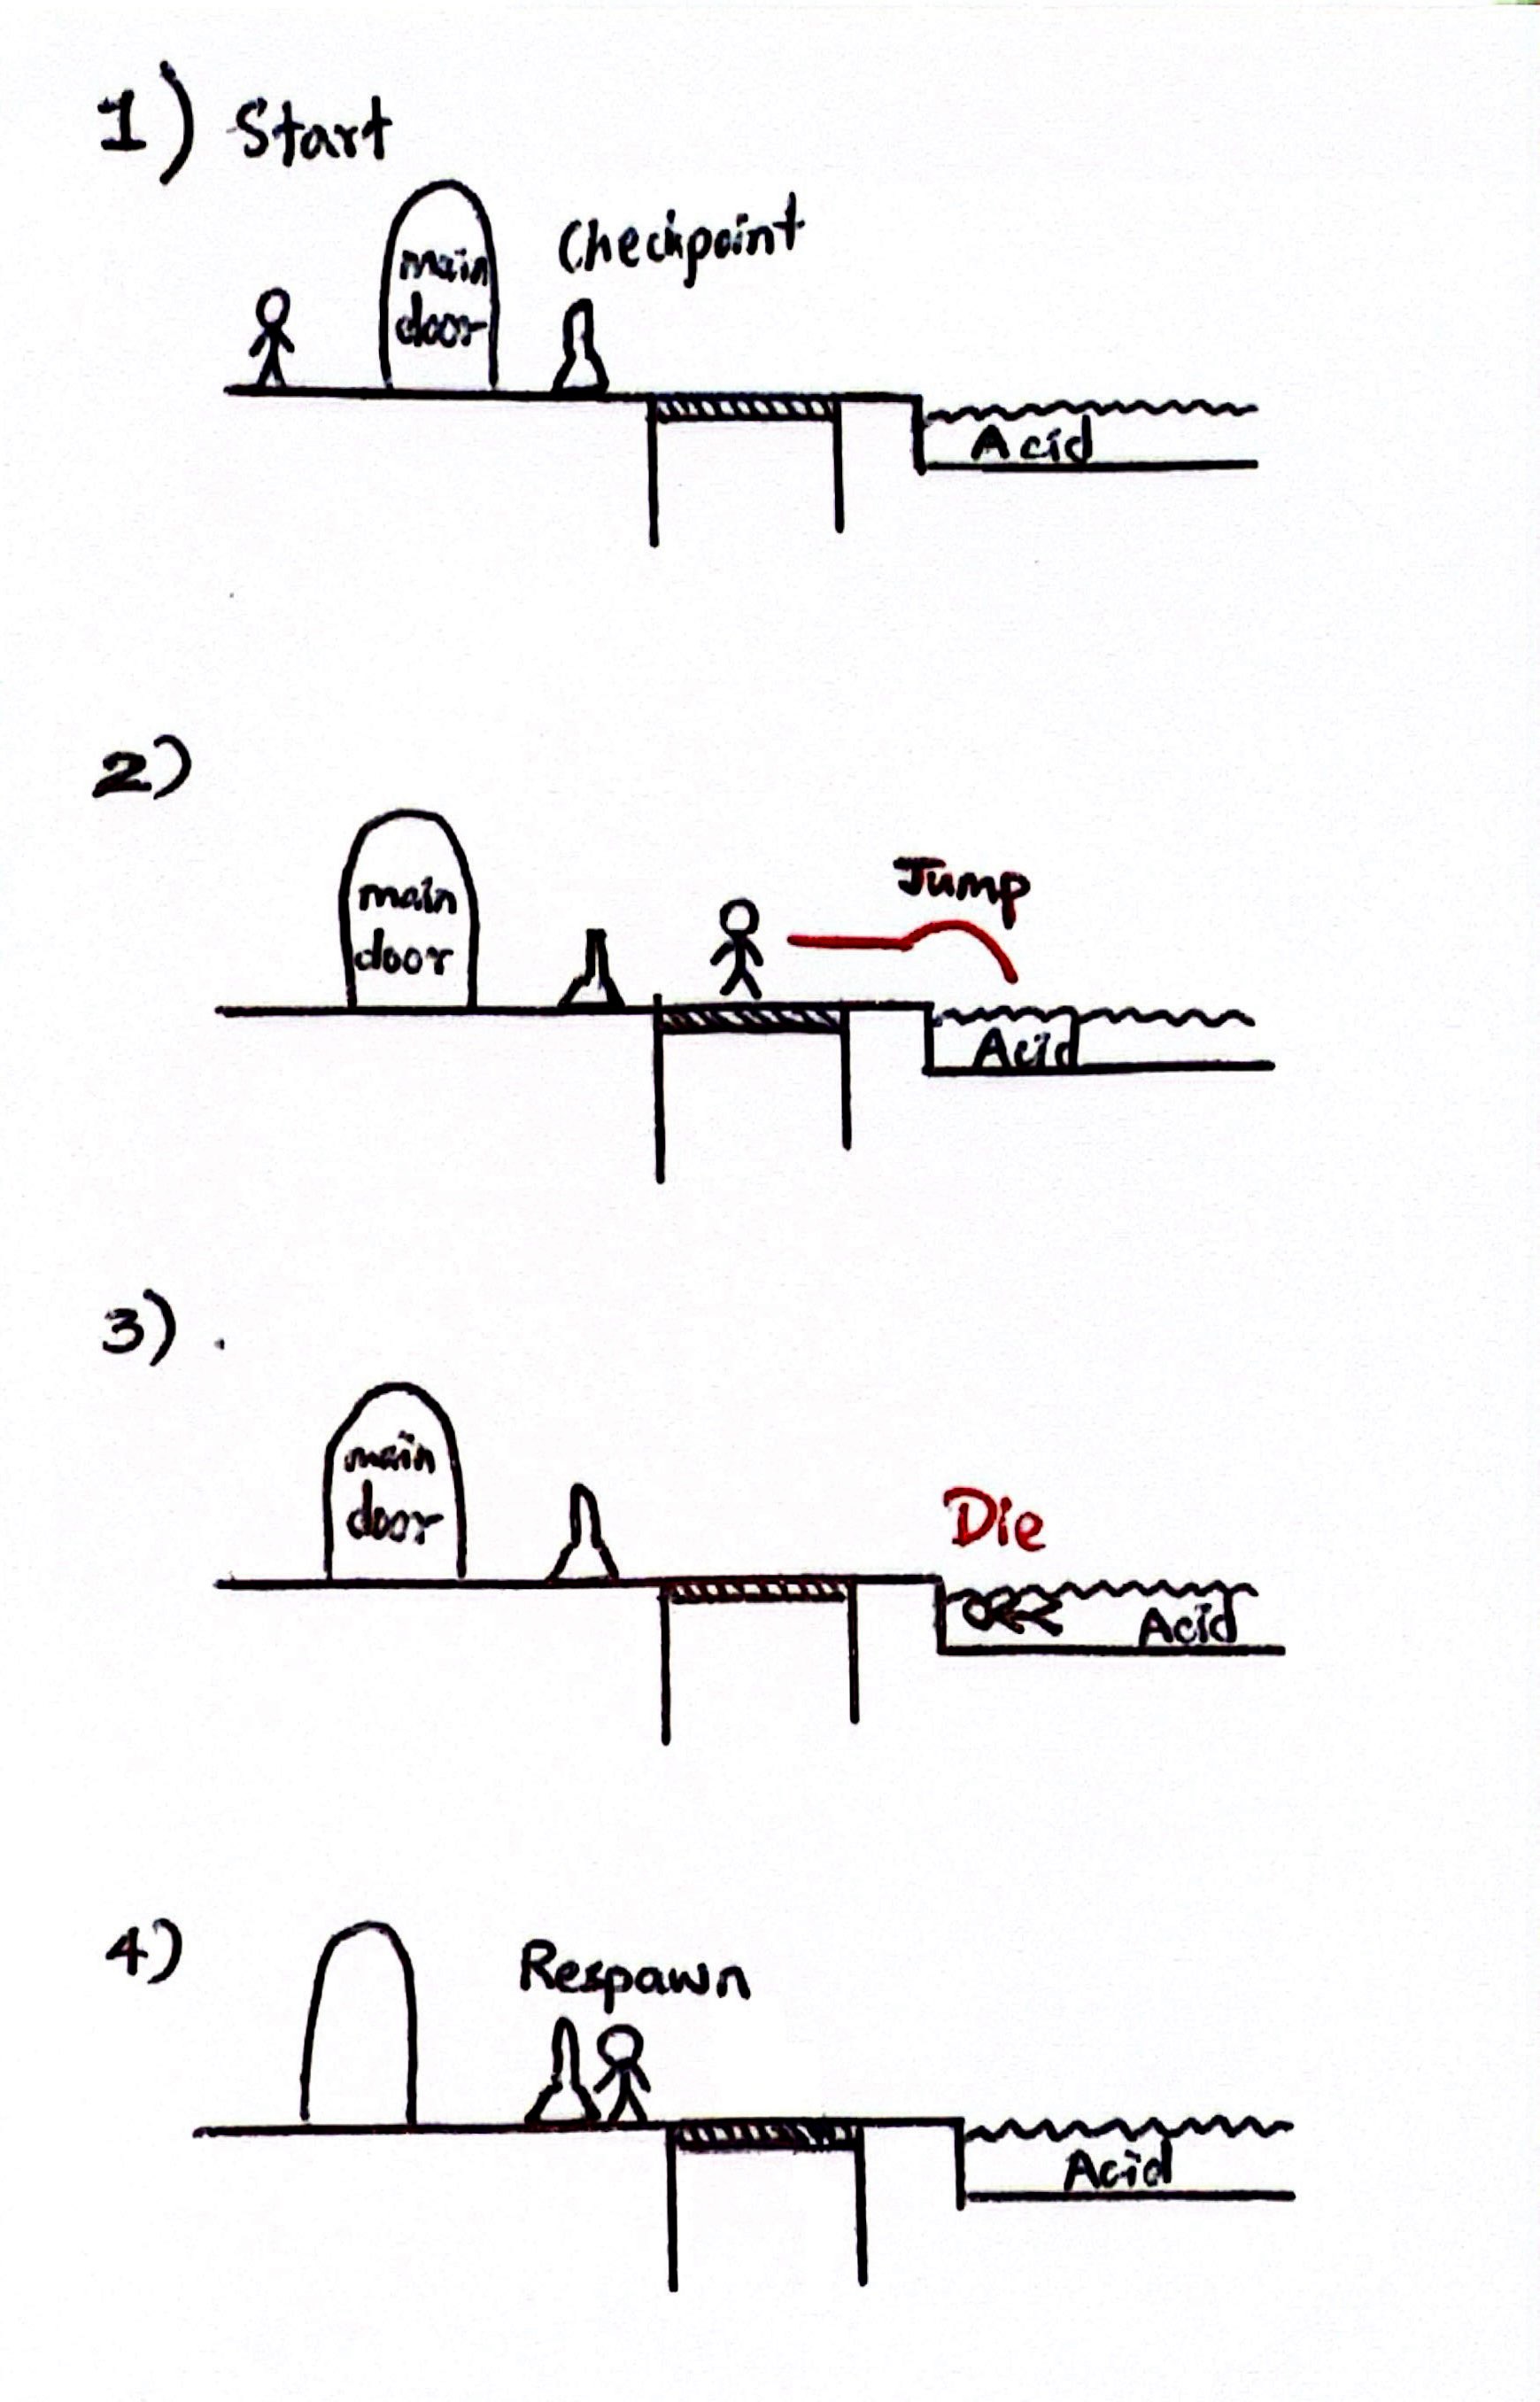 1) Start
Checkpoint
main
door
Acid
2)
Jump
main
door
Acid
3) .
main
door
Die
Acid
4)
Respawn
Acid